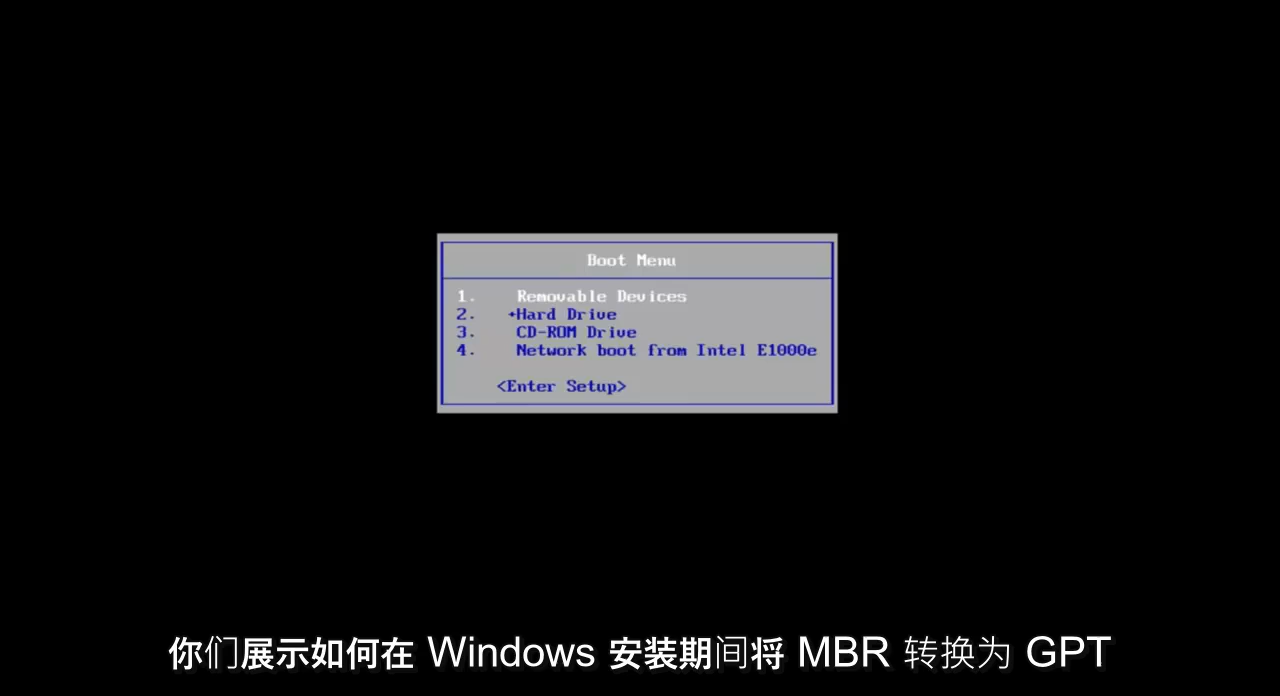 Boot Menu
1. Removable Devices
2. +Hard Drive
3. CD-ROM Drive
4. Network boot from Intel E1000e
<Enter Setup>
你们展示如何在 Windows 安装期间将 MBR 转换为 GPT